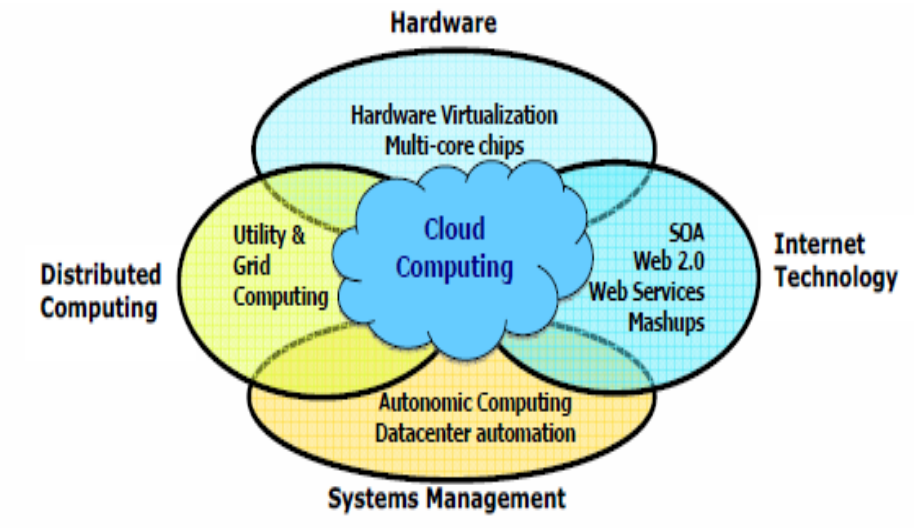 Hardware
Hardware Virtualization
Multi-core chips
Cloud
Computing
Utility &
Grid
Computing
Distributed
Computing
SOA
Web 2.0
Web Services
Mashups
Internet
Technology
Autonomic Computing
Datacenter automation
Systems Management